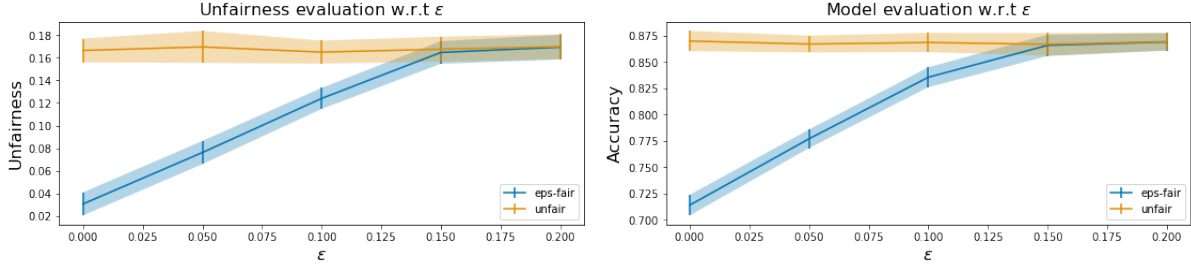 Unfairness evaluation w.r.t ε
Unfairness
0.18
0.16
0.14
0.12
0.10
0.08
0.06
0.04
0.02
0.000 0.025 0.050 0.075 0.100 0.125 0.150 0.175 0.200
ε
eps-fair
unfair
Model evaluation w.r.t ε
Accuracy
0.875
0.850
0.825
0.800
0.775
0.750
0.725
0.700
0.000 0.025 0.050 0.075 0.100 0.125 0.150 0.175 0.200
ε
eps-fair
unfair